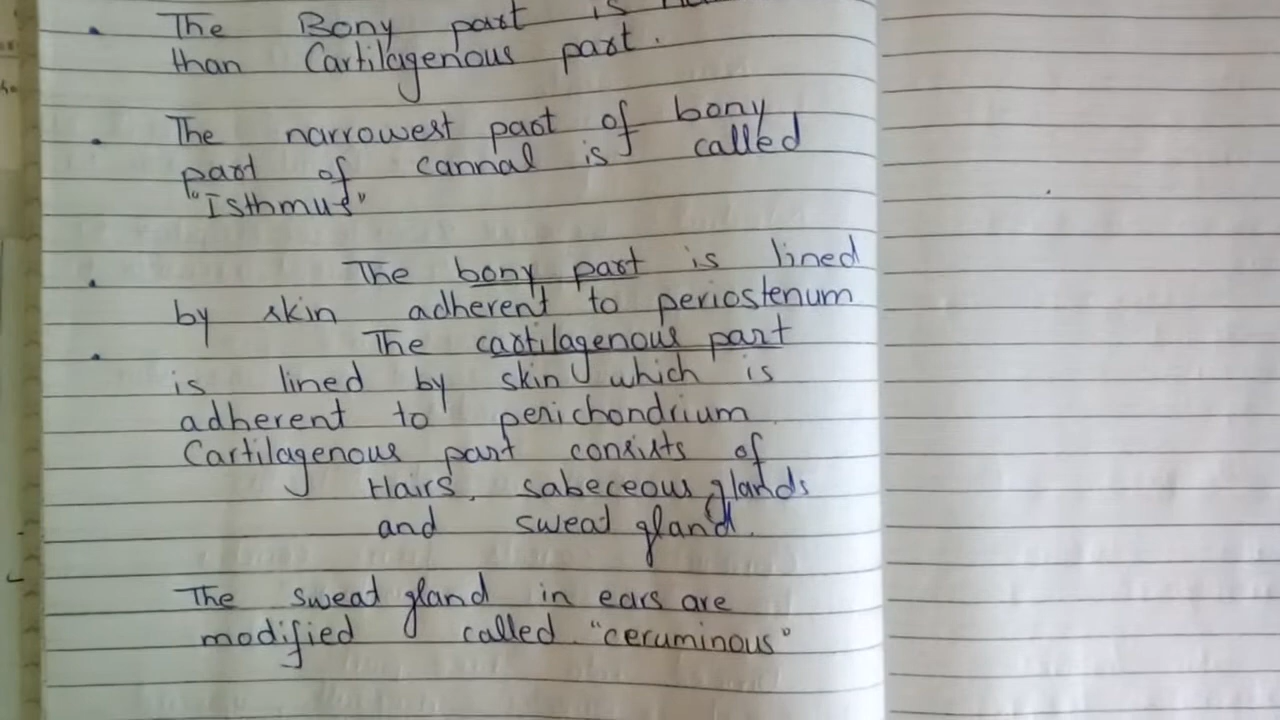 • The Bony part is
than Cartilagenous part.
• The narrowest part of bony
part of cannal is called
"Isthmus"
• The bony part is lined
by skin adherent to periostenum
• The cartilagenous part
is lined by skin which is
adherent to perichondrium
Cartilagenous part consists of
Hairs, sabeceous glands
and sweat gland.
The sweat gland in ears are
modified called "ceruminous"